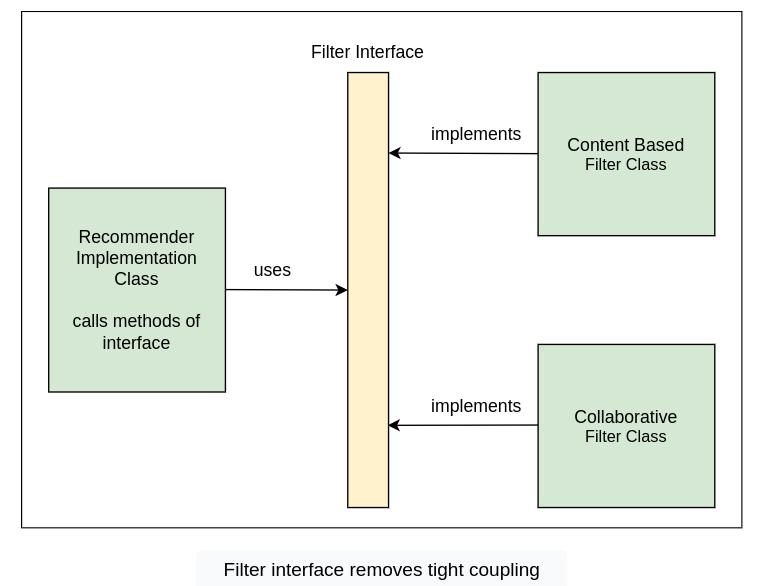 Filter Interface
implements
Content Based
Filter Class
Recommender
Implementation
Class
calls methods of
interface
uses
implements
Collaborative
Filter Class
Filter interface removes tight coupling